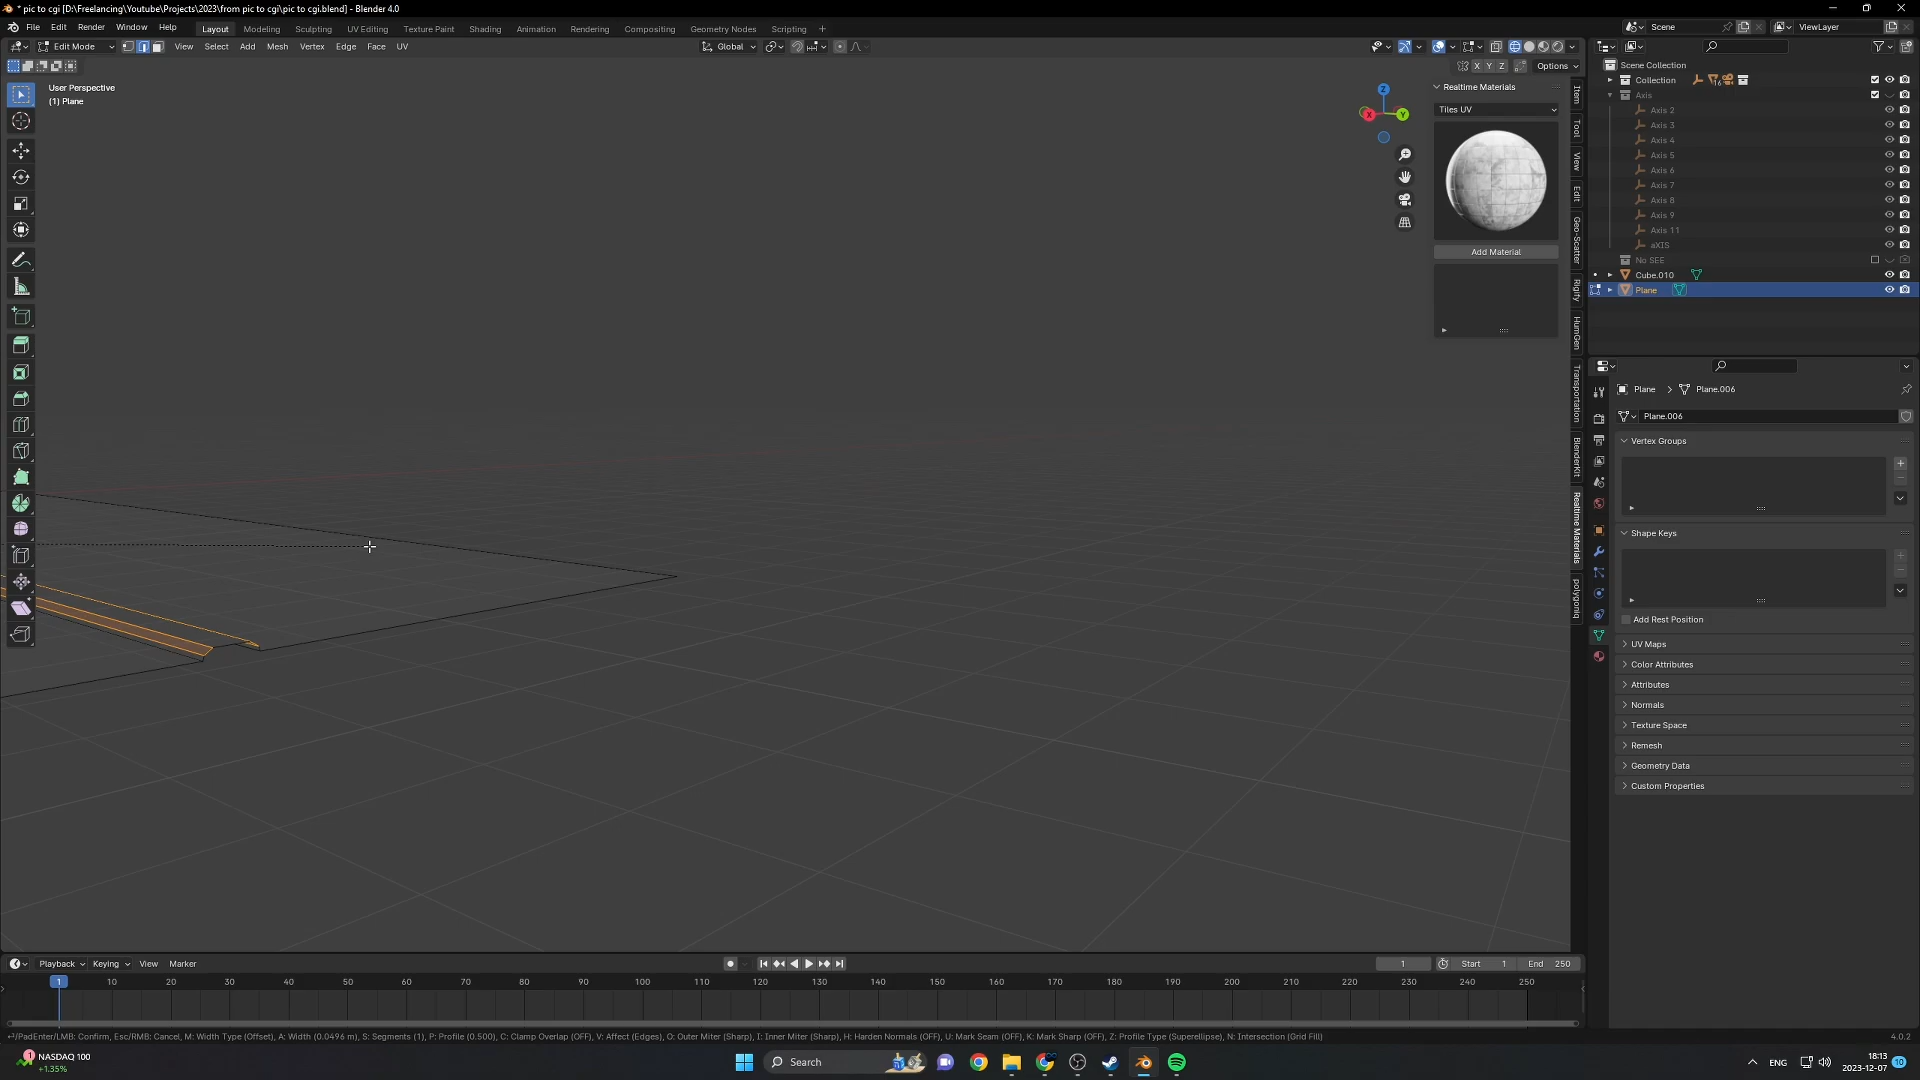 * pic to cgi [D:\Freelancing\Youtube\Projects\2023\from pic to cgi\pic to cgi.blend] - Blender 4.0
File Edit Render Window Help Layout Modeling Sculpting UV Editing Texture Paint Shading Animation Rendering Compositing Geometry Nodes Scripting + Scene ViewLayer
Edit Mode View Select Add Mesh Vertex Edge Face UV Global
X Y Z Options
User Perspective
(1) Plane
Z
X Y
Realtime Materials
Tiles UV
Add Material
Item
Tool
View
Edit
Geo-Scatter
Rigify
HumGen
Transportation
BlenderKit
Realtime Materials
polygoniq
Scene Collection
Collection 16
Axis
Axis 2
Axis 3
Axis 4
Axis 5
Axis 6
Axis 7
Axis 8
Axis 9
Axis 11
aXIS
No SEE
Cube.010
Plane
Plane > Plane.006
Plane.006
Vertex Groups
Shape Keys
Add Rest Position
UV Maps
Color Attributes
Attributes
Normals
Texture Space
Remesh
Geometry Data
Custom Properties
Playback Keying View Marker 1 Start 1 End 250
1 10 20 30 40 50 60 70 80 90 100 110 120 130 140 150 160 170 180 190 200 210 220 230 240 250
⏎/PadEnter/LMB: Confirm, Esc/RMB: Cancel, M: Width Type (Offset), A: Width (0.0496 m), S: Segments (1), P: Profile (0.500), C: Clamp Overlap (OFF), V: Affect (Edges), O: Outer Miter (Sharp), I: Inner Miter (Sharp), H: Harden Normals (OFF), U: Mark Seam (OFF), K: Mark Sharp (OFF), Z: Profile Type (Superellipse), N: Intersection (Grid Fill) 4.0.2
1 NASDAQ 100
+1.35%
Search
ENG
18:13
2023-12-07
10